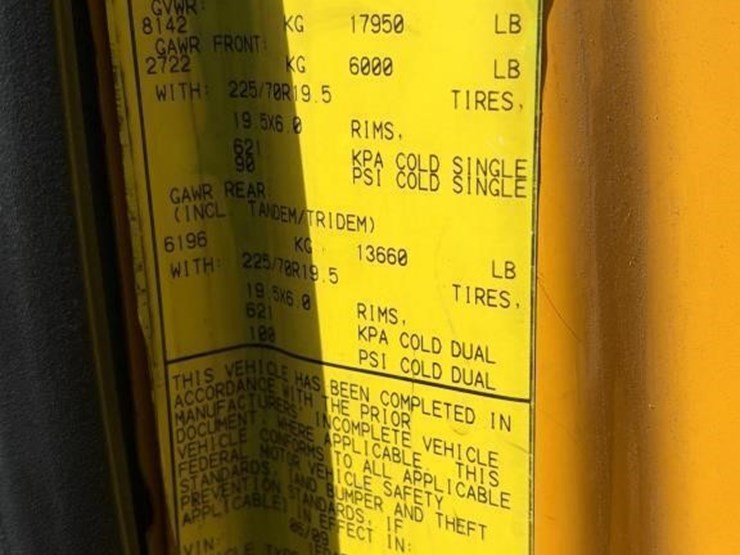 GVWR:
8142 KG 17950 LB
GAWR FRONT:
2722 KG 6000 LB
WITH: 225/70R19.5 TIRES,
19.5X6.0 RIMS,
621 KPA COLD SINGLE
90 PSI COLD SINGLE
GAWR REAR
(INCL. TANDEM/TRIDEM)
6196 KG 13660 LB
WITH: 225/70R19.5 TIRES,
19.5X6.0 RIMS,
621 KPA COLD DUAL
100 PSI COLD DUAL
THIS VEHICLE HAS BEEN COMPLETED IN
ACCORDANCE WITH THE PRIOR
MANUFACTURERS' INCOMPLETE VEHICLE
DOCUMENT WHERE APPLICABLE. THIS
VEHICLE CONFORMS TO ALL APPLICABLE
FEDERAL MOTOR VEHICLE SAFETY
STANDARDS, AND BUMPER AND THEFT
PREVENTION STANDARDS, IF
APPLICABLE) IN EFFECT IN:
06/09
VIN: